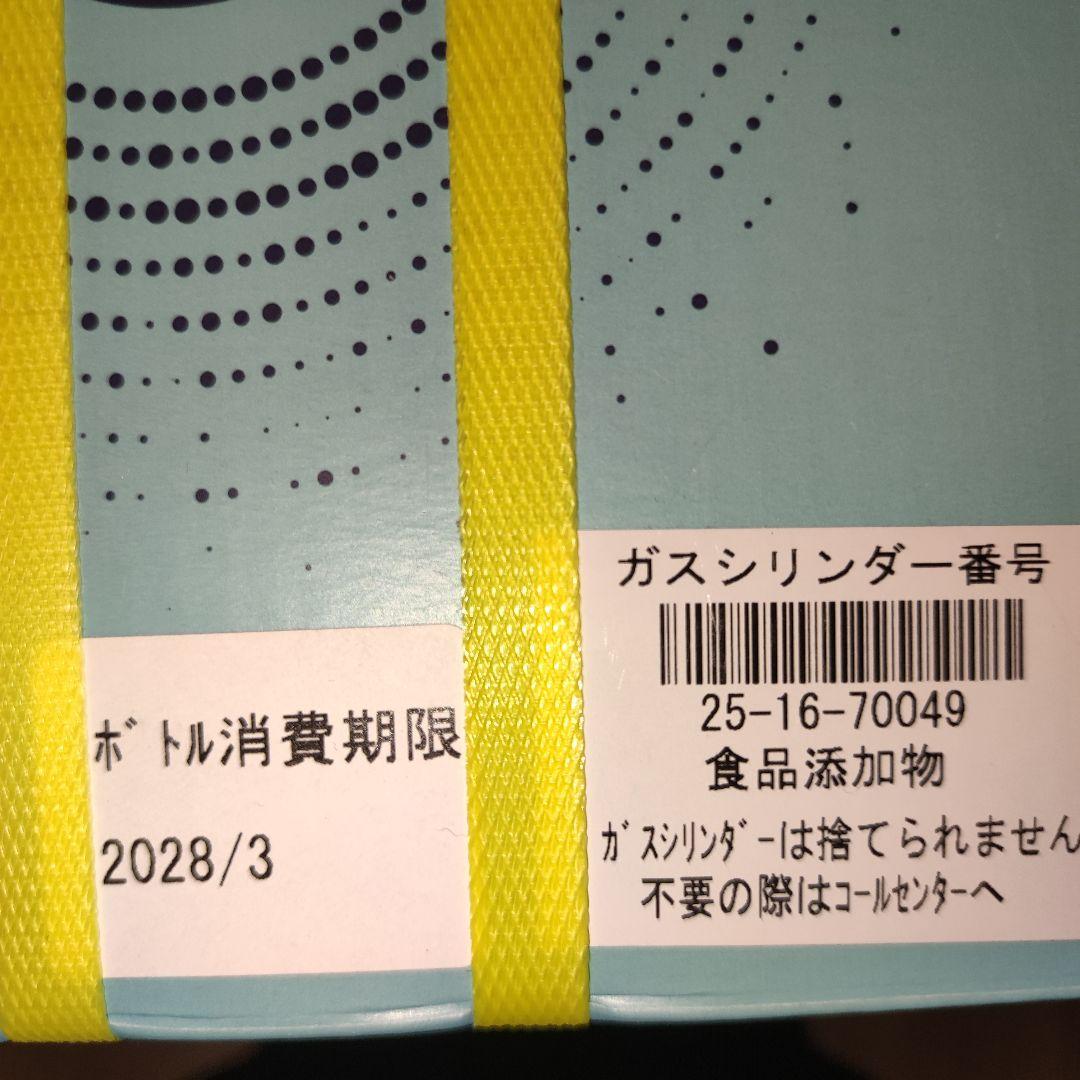 ボトル消費期限
2028/3
ガスシリンダー番号
25-16-70049
食品添加物
ガスシリンダーは捨てられません
不要の際はコールセンターへ